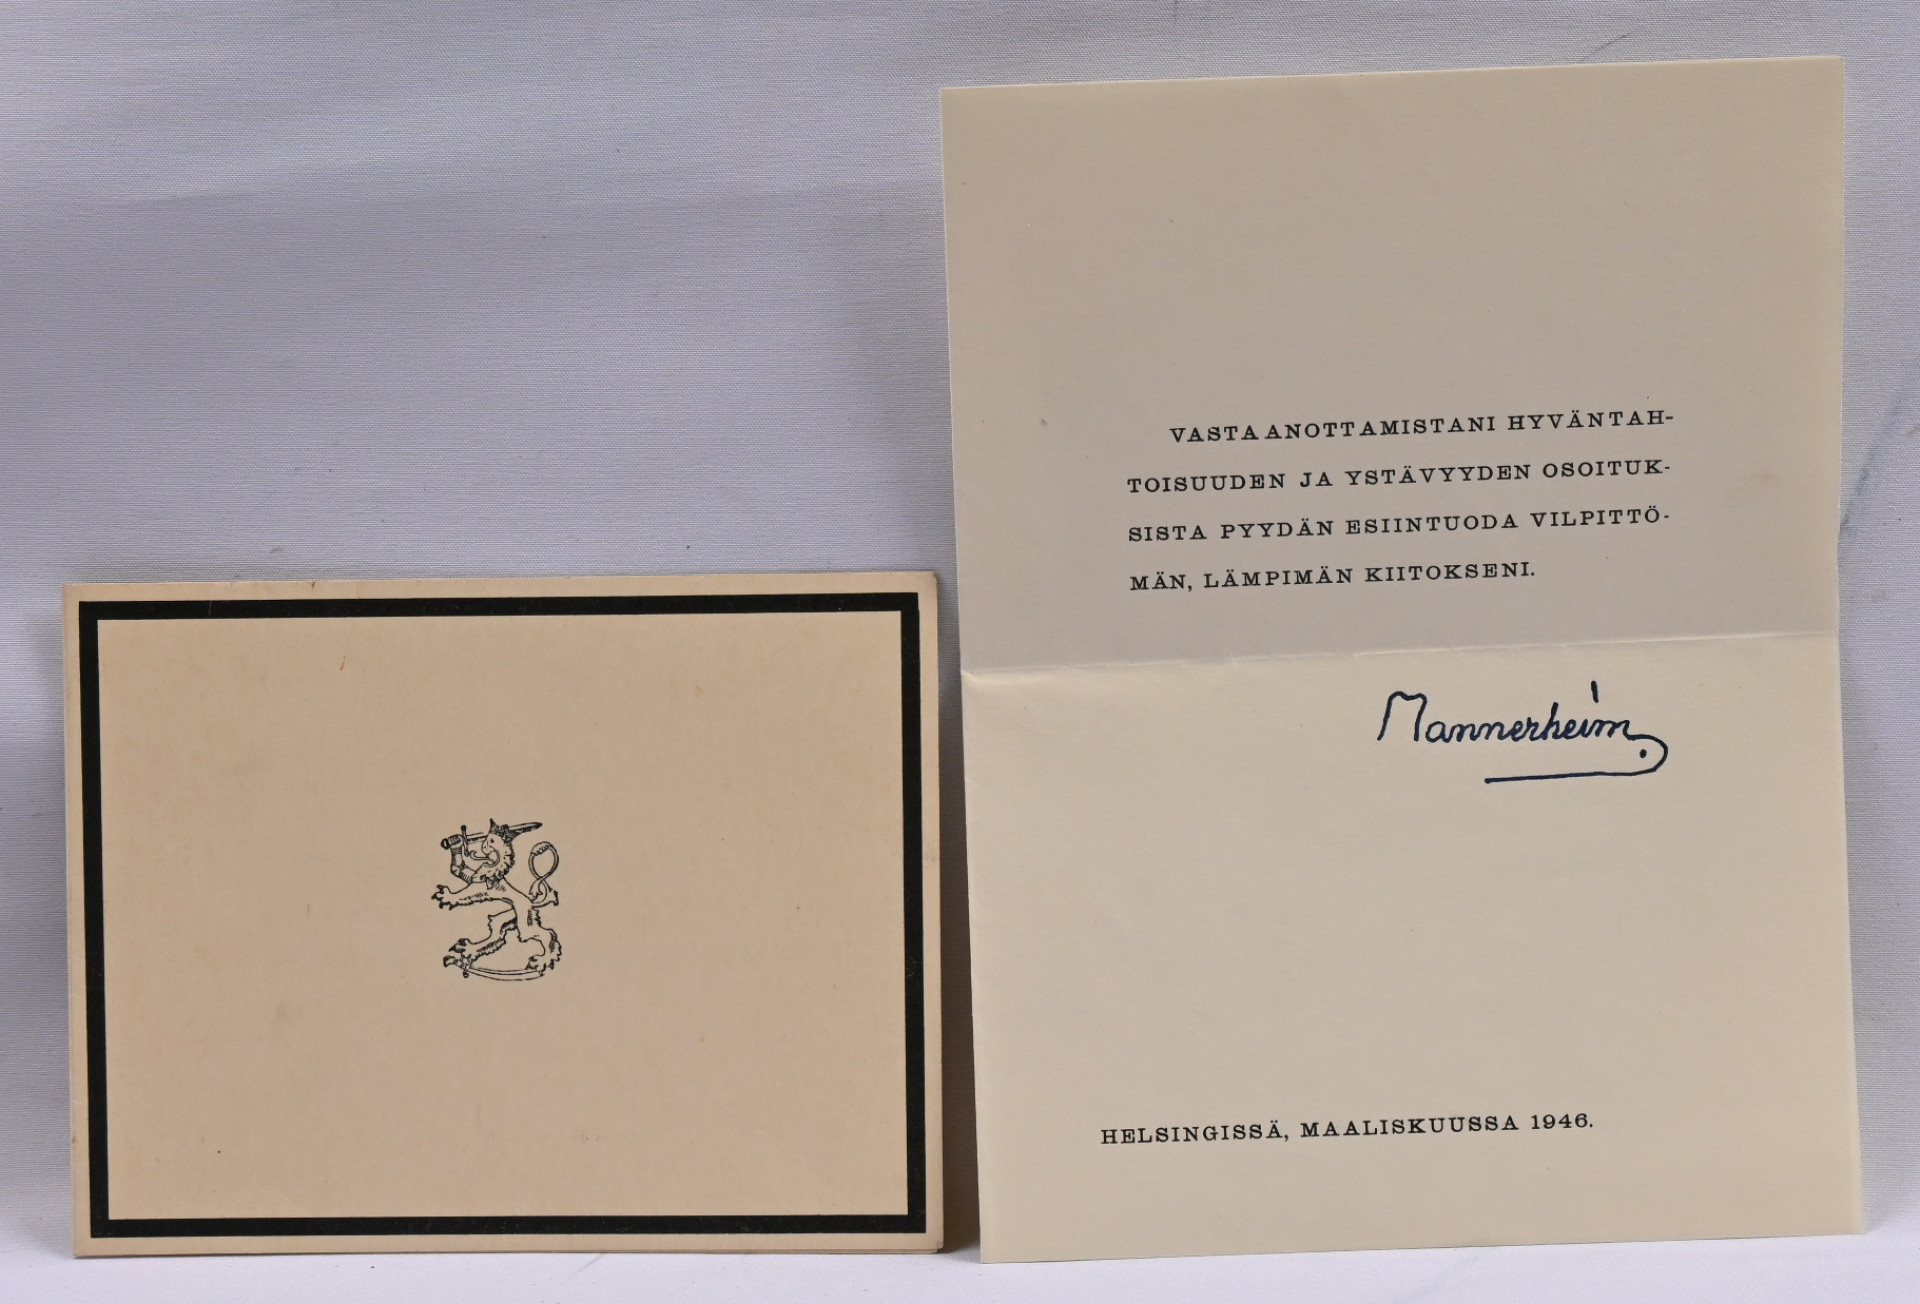 VASTAANOTTAMISTANI HYVÄNTAH-
TOISUUDEN JA YSTÄVYYDEN OSOITUK-
SISTA PYYDÄN ESIINTUODA VILPITTÖ-
MÄN, LÄMPIMÄN KIITOKSENI.
Mannerheim
HELSINGISSÄ, MAALISKUUSSA 1946.